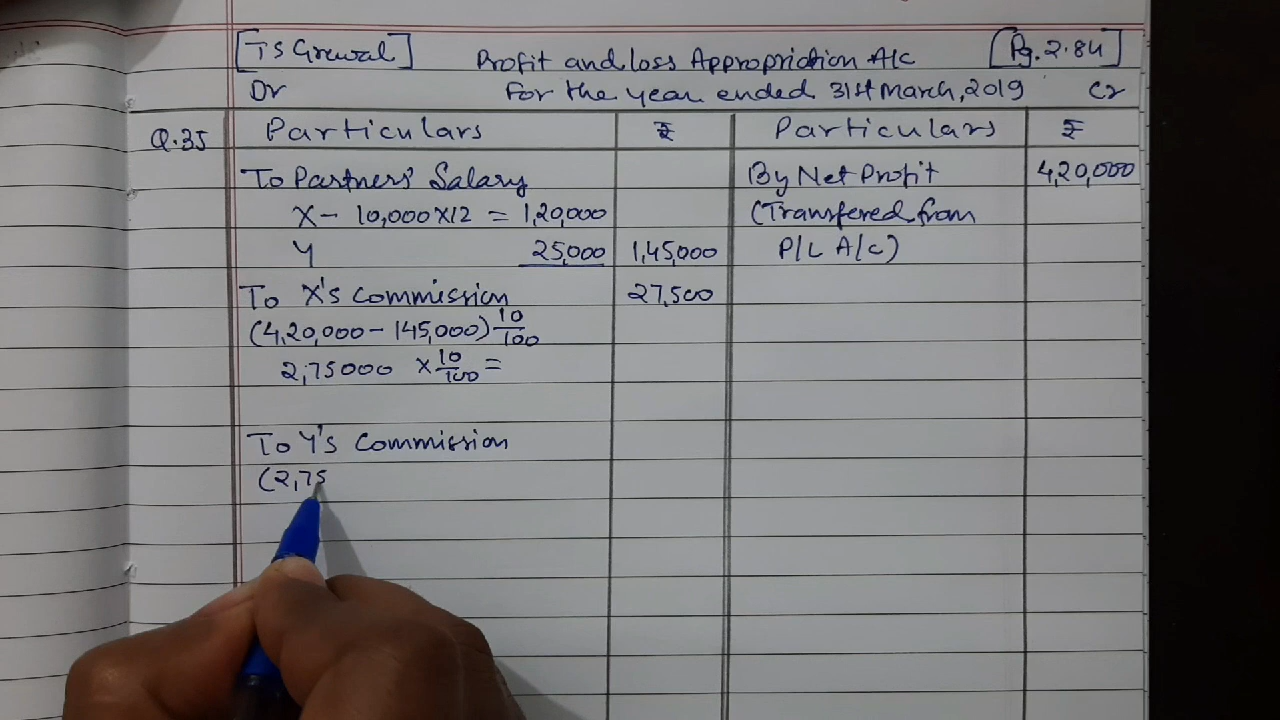 [TS Grewal] Profit and loss Appropriation A/c [Pg. 2.84]
Dr For the year ended 31st March, 2019 Cr
Q.35 Particulars ₹ Particulars ₹
To Partners' Salary By Net Profit 4,20,000
X - 10,000 x 12 = 1,20,000 (Transfered from
Y 25,000 1,45,000 P/L A/c)
To X's Commission 27,500
(4,20,000 - 145,000) 10/100
2,75000 x 10/100 =
To Y's Commission
(2,75